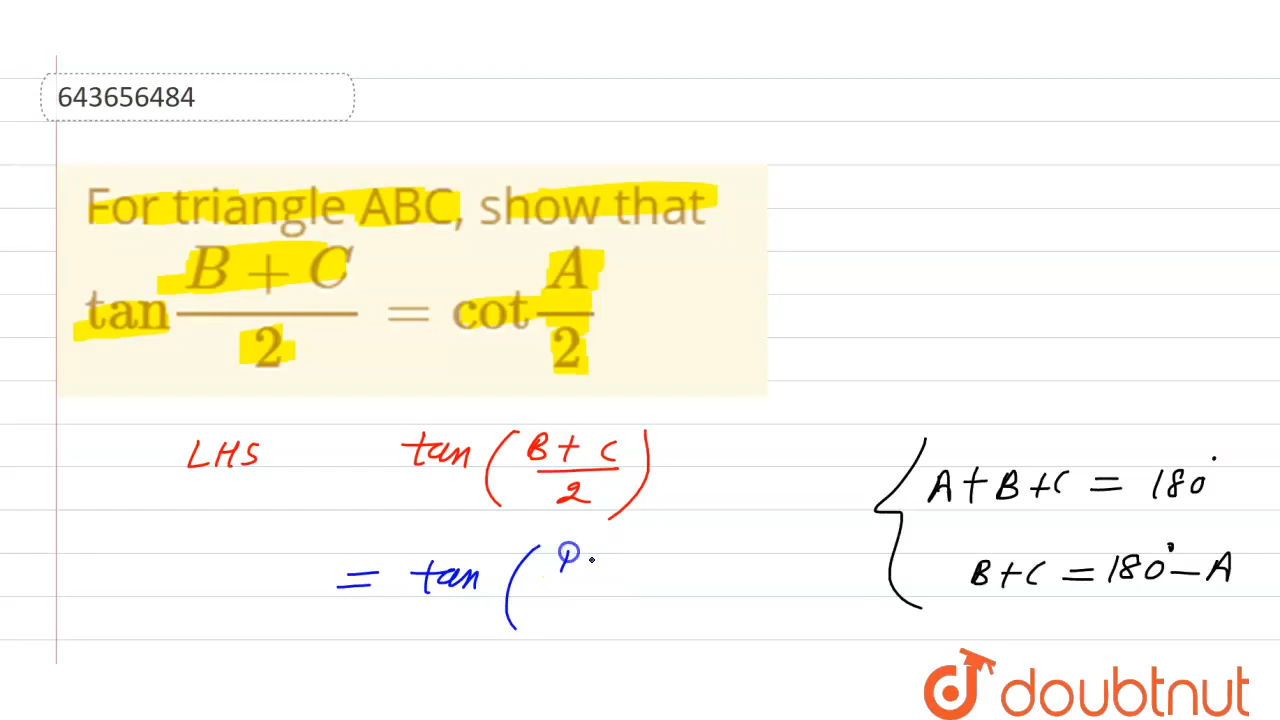 643656484
For triangle ABC, show that
tan (B + C)/2 = cot A/2
LHS tan ( (B + C)/2 )
A + B + C = 180°
= tan (
B + C = 180° - A
doubtnut